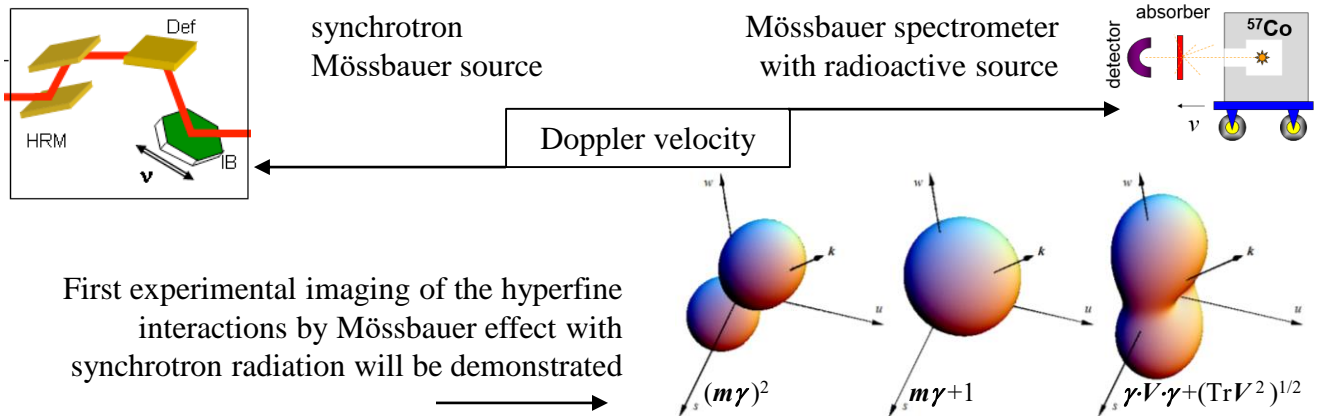 Def
HRM
IB
v
synchrotron
Mössbauer source
Mössbauer spectrometer
with radioactive source
detector
absorber
⁵⁷Co
v
Doppler velocity
First experimental imaging of the hyperfine
interactions by Mössbauer effect with
synchrotron radiation will be demonstrated
w
k
u
s
(mγ)²
w
k
u
s
mγ+1
w
k
u
s
γ·V·γ+(TrV²)^{1/2}